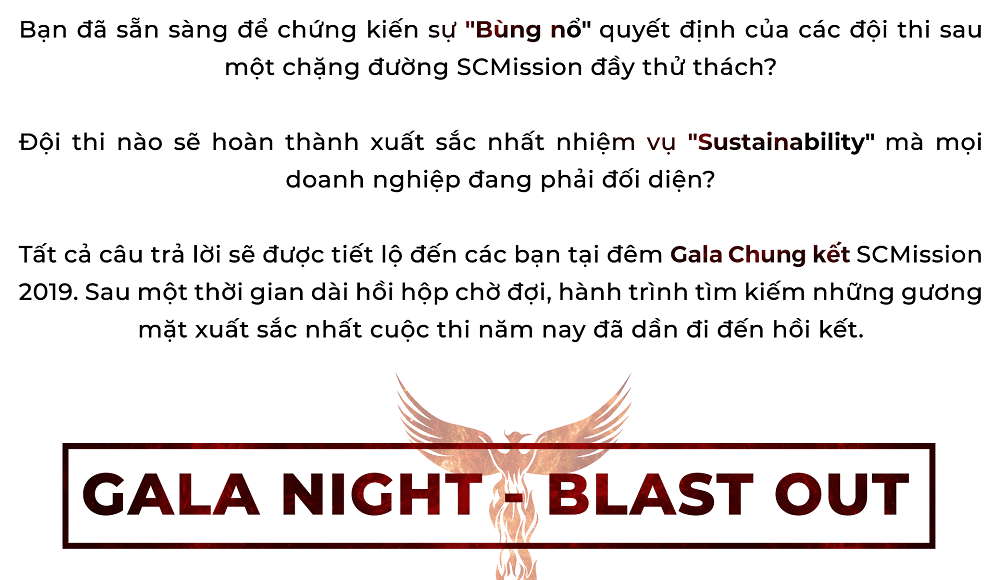 Bạn đã sẵn sàng để chứng kiến sự "Bùng nổ" quyết định của các đội thi sau
một chặng đường SCMission đầy thử thách?
Đội thi nào sẽ hoàn thành xuất sắc nhất nhiệm vụ "Sustainability" mà mọi
doanh nghiệp đang phải đối diện?
Tất cả câu trả lời sẽ được tiết lộ đến các bạn tại đêm Gala Chung kết SCMission
2019. Sau một thời gian dài hồi hộp chờ đợi, hành trình tìm kiếm những gương
mặt xuất sắc nhất cuộc thi năm nay đã dần đi đến hồi kết.
GALA NIGHT - BLAST OUT